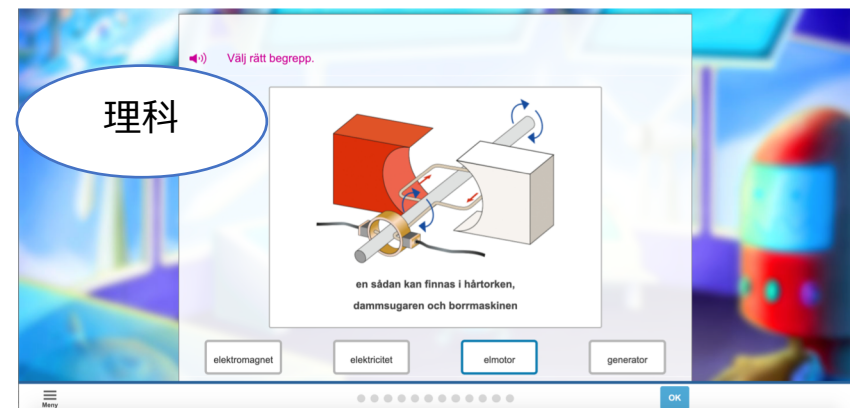 Välj rätt begrepp.
理科
en sådan kan finnas i hårtorken,
dammsugaren och borrmaskinen
elektromagnet
elektricitet
elmotor
generator
Meny
OK